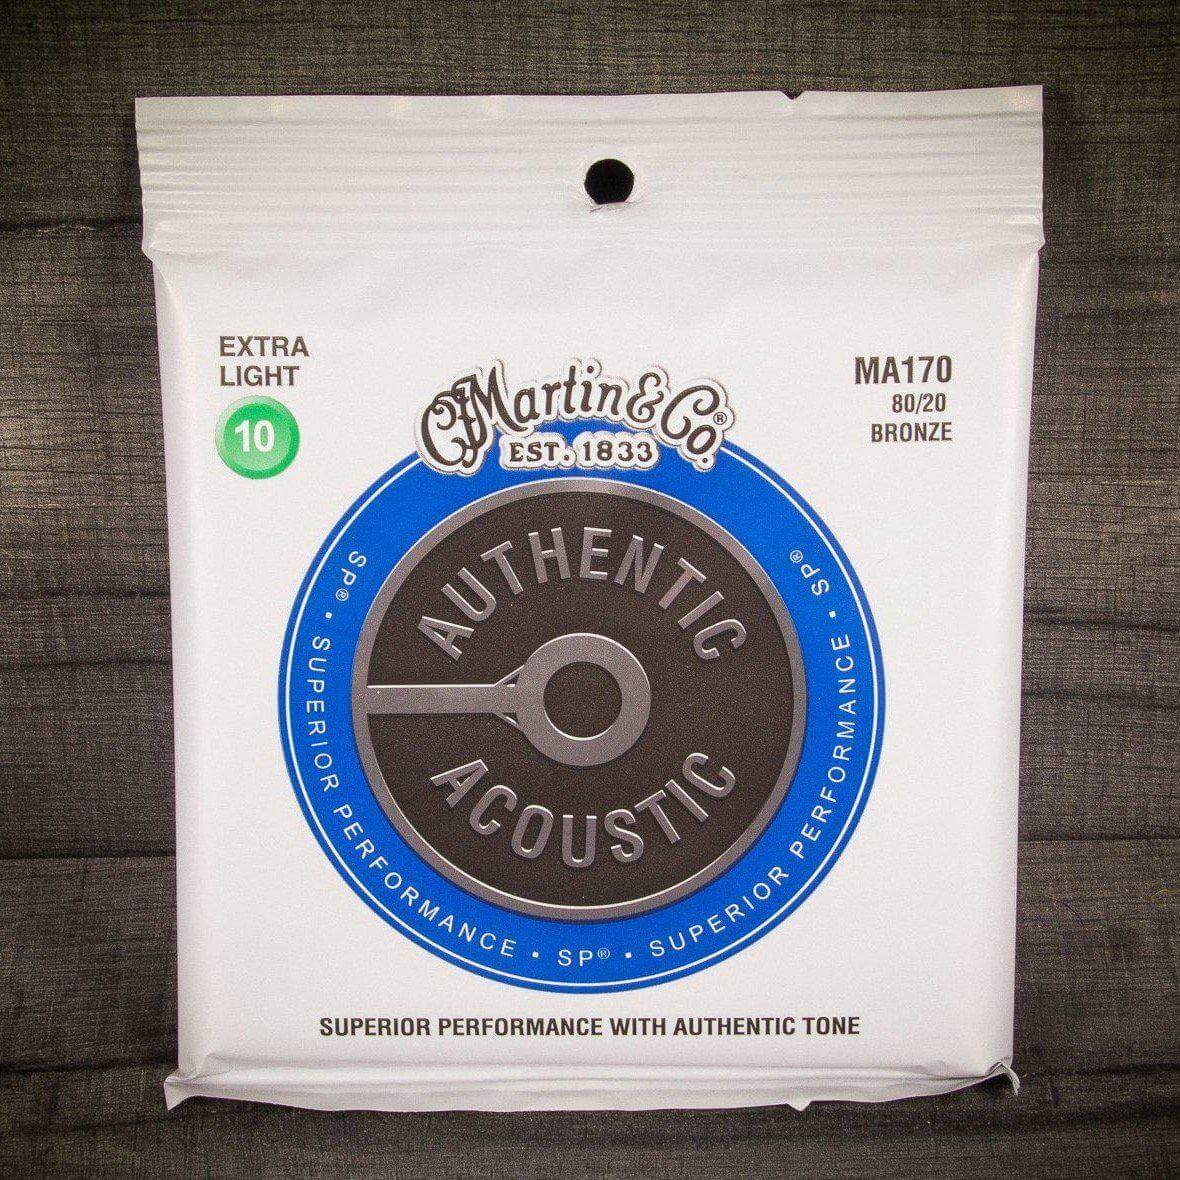 EXTRA
LIGHT
10
MA170
80/20
BRONZE
C.F. Martin & Co.®
EST. 1833
AUTHENTIC
ACOUSTIC
SP® • SUPERIOR PERFORMANCE • SP® • SUPERIOR PERFORMANCE • SP®
SUPERIOR PERFORMANCE WITH AUTHENTIC TONE